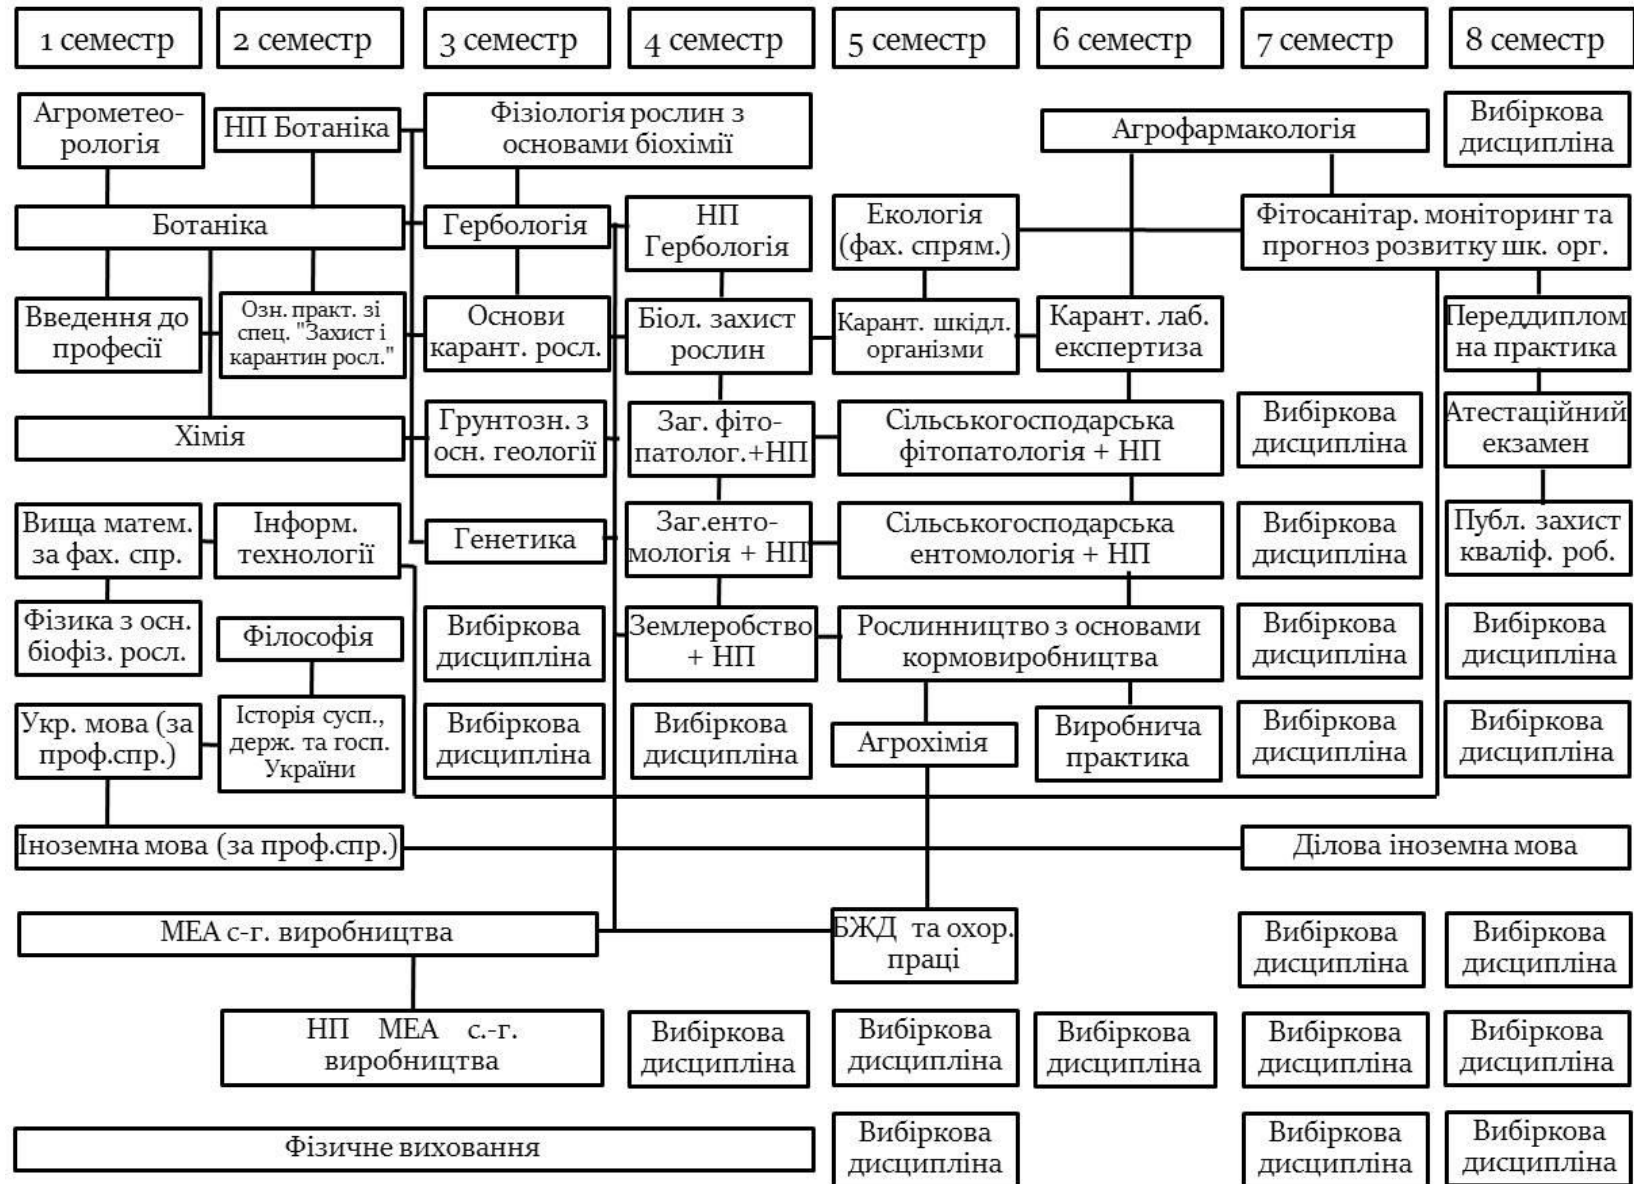 1 семестр
2 семестр
3 семестр
4 семестр
5 семестр
6 семестр
7 семестр
8 семестр
Агрометео-
рологія
НП Ботаніка
Фізіологія рослин з
основами біохімії
Агрофармакологія
Вибіркова
дисципліна
Ботаніка
Гербологія
НП
Гербологія
Екологія
(фах. спрям.)
Фітосанітар. моніторинг та
прогноз розвитку шк. орг.
Введення до
професії
Озн. практ. зі
спец. "Захист і
карантин росл."
Основи
карант. росл.
Біол. захист
рослин
Карант. шкідл.
організми
Карант. лаб.
експертиза
Переддиплом
на практика
Хімія
Грунтозн. з
осн. геології
Заг. фіто-
патолог.+НП
Сільськогосподарська
фітопатологія + НП
Вибіркова
дисципліна
Атестаційний
екзамен
Вища матем.
за фах. спр.
Інформ.
технології
Генетика
Заг.енто-
мологія + НП
Сільськогосподарська
ентомологія + НП
Вибіркова
дисципліна
Публ. захист
кваліф. роб.
Фізика з осн.
біофіз. росл.
Філософія
Вибіркова
дисципліна
Землеробство
+ НП
Рослинництво з основами
кормовиробництва
Вибіркова
дисципліна
Вибіркова
дисципліна
Укр. мова (за
проф.спр.)
Історія сусп.,
держ. та госп.
України
Вибіркова
дисципліна
Вибіркова
дисципліна
Агрохімія
Виробнича
практика
Вибіркова
дисципліна
Вибіркова
дисципліна
Іноземна мова (за проф.спр.)
Ділова іноземна мова
МЕА с-г. виробництва
БЖД та охор.
праці
Вибіркова
дисципліна
Вибіркова
дисципліна
НП МЕА с.-г.
виробництва
Вибіркова
дисципліна
Вибіркова
дисципліна
Вибіркова
дисципліна
Вибіркова
дисципліна
Вибіркова
дисципліна
Фізичне виховання
Вибіркова
дисципліна
Вибіркова
дисципліна
Вибіркова
дисципліна